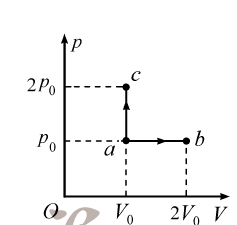 p
2p₀ c
p₀ a b
O V₀ 2V₀ V